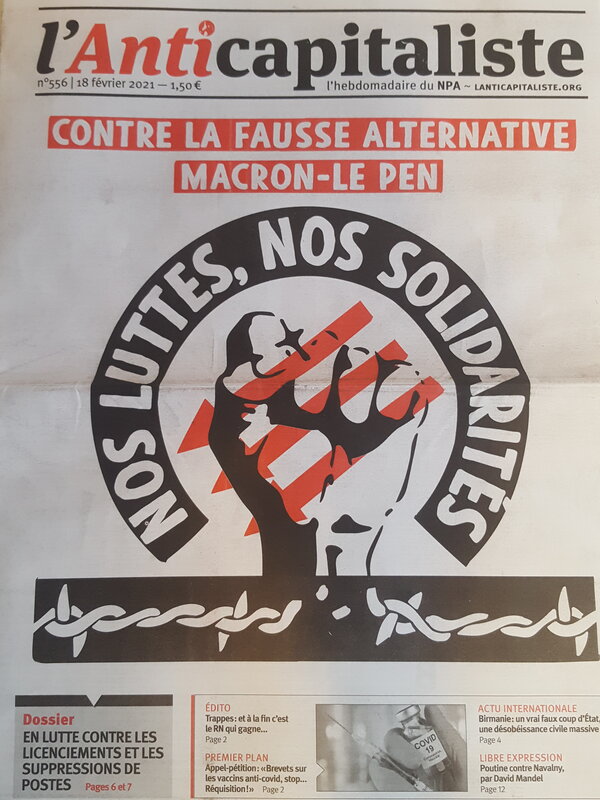 l'Anticapitaliste
n°556 | 18 février 2021 — 1,50 €
l'hebdomadaire du NPA ~ LANTICAPITALISTE.ORG
CONTRE LA FAUSSE ALTERNATIVE
MACRON-LE PEN
NOS LUTTES, NOS SOLIDARITÉS
Dossier
EN LUTTE CONTRE LES
LICENCIEMENTS ET LES
SUPPRESSIONS DE
POSTES Pages 6 et 7
ÉDITO
Trappes : et à la fin c'est
le RN qui gagne...
Page 2
PREMIER PLAN
Appel-pétition : «Brevets sur
les vaccins anti-covid, stop...
Réquisition!» Page 2
COVID
19
ACTU INTERNATIONALE
Birmanie : un vrai faux coup d'État,
une désobéissance civile massive
Page 4
LIBRE EXPRESSION
Poutine contre Navalny,
par David Mandel
Page 12